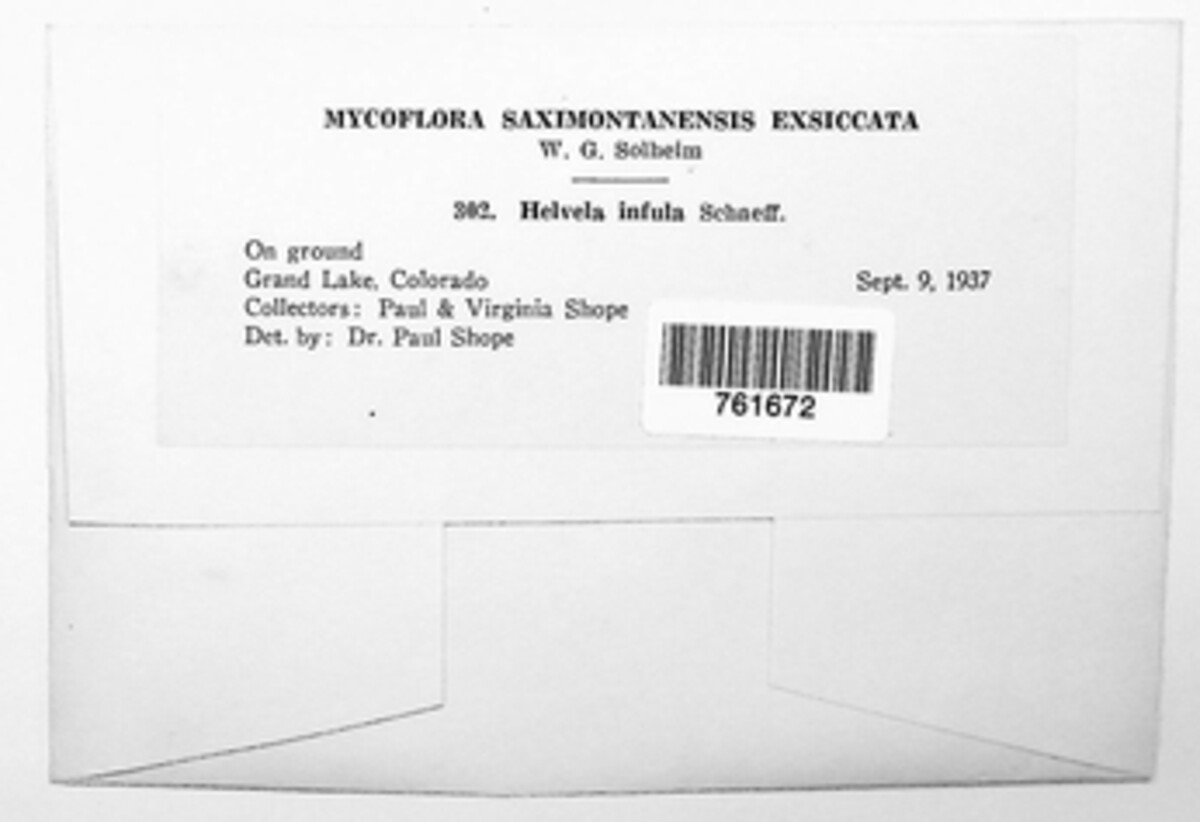 MYCOFLORA SAXIMONTANENSIS EXSICCATA
W. G. Solheim
302. Helvela infula Schaeff.
On ground
Grand Lake, Colorado Sept. 9, 1937
Collectors: Paul & Virginia Shope
Det. by: Dr. Paul Shope
761672